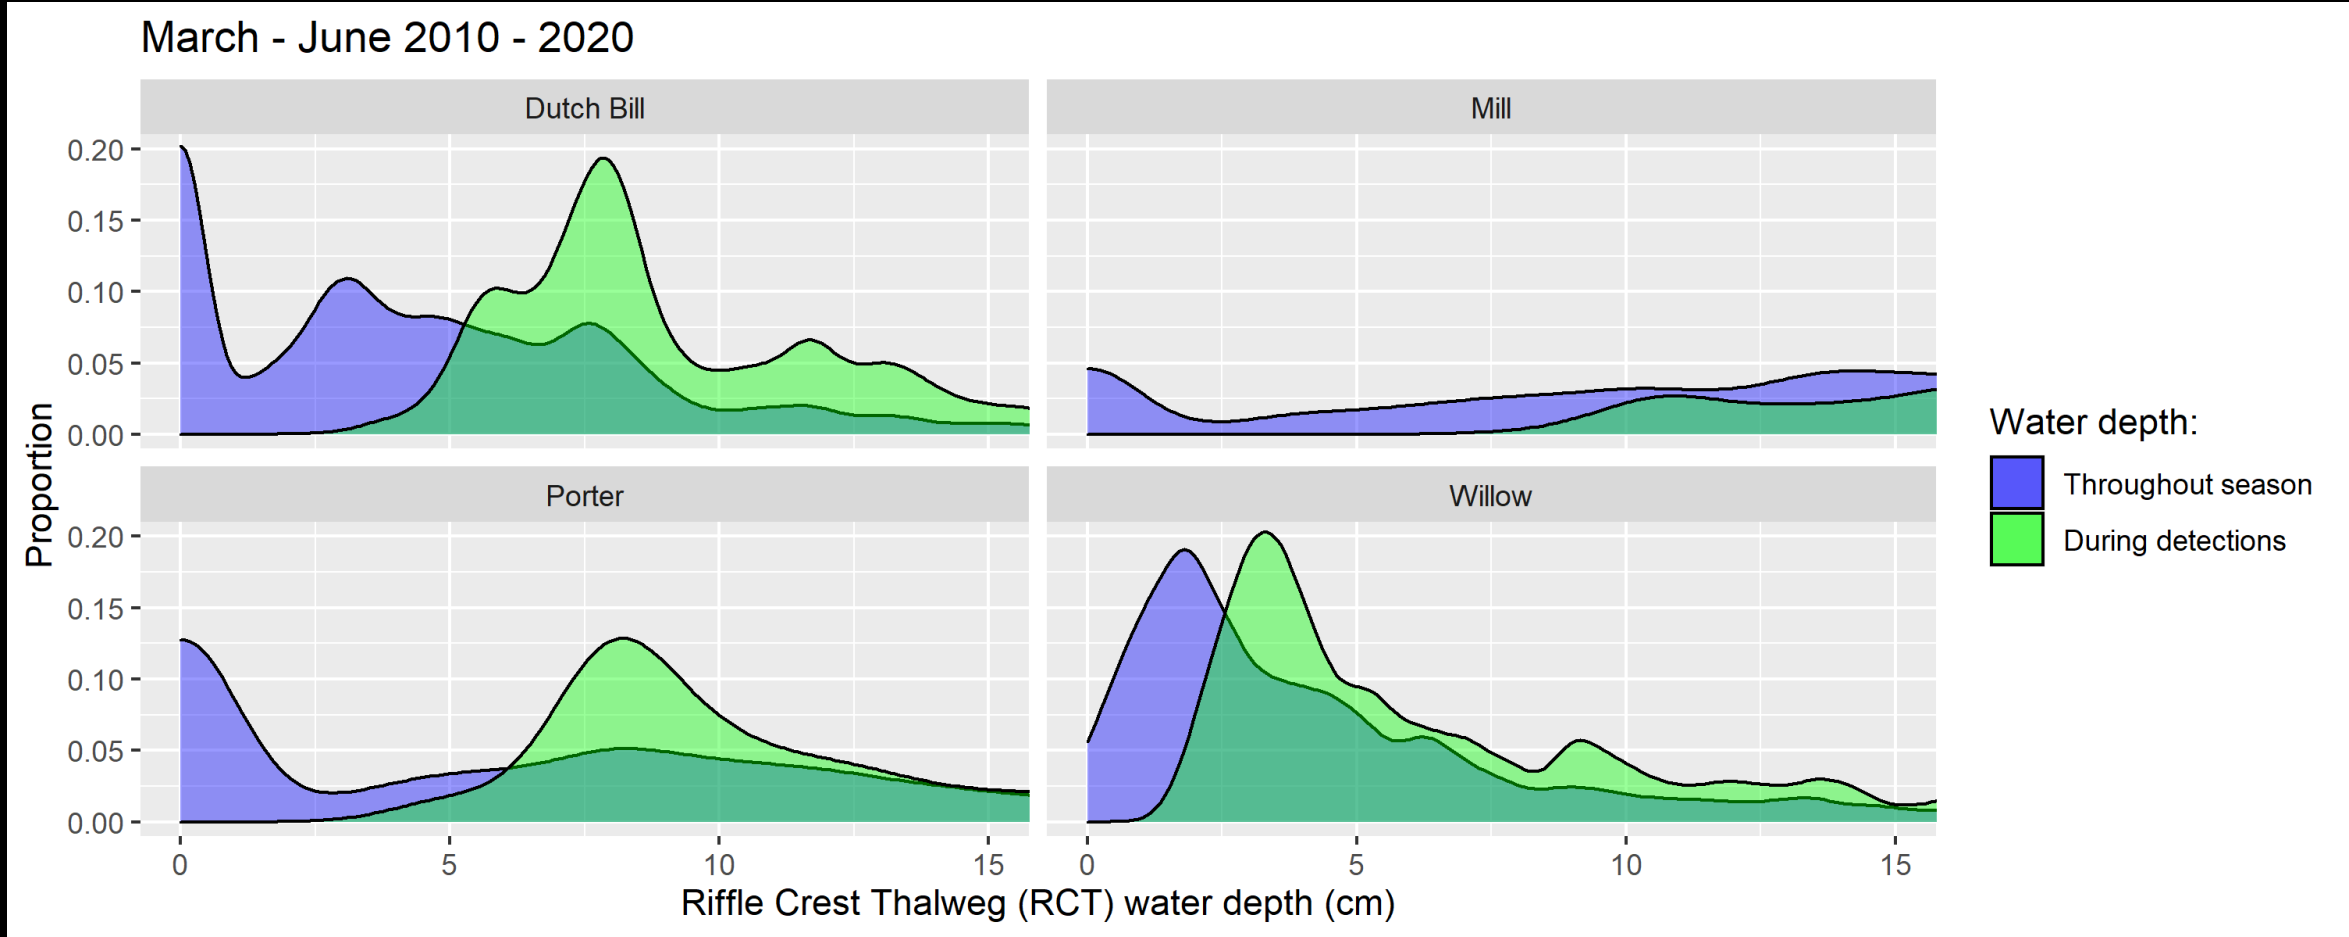 March - June 2010 - 2020
Dutch Bill
Mill
0.20
0.15
0.10
0.05
0.00
Porter
Willow
0.20
0.15
0.10
0.05
0.00
0 5 10 15 0 5 10 15
Riffle Crest Thalweg (RCT) water depth (cm)
Proportion
Water depth:
Throughout season
During detections